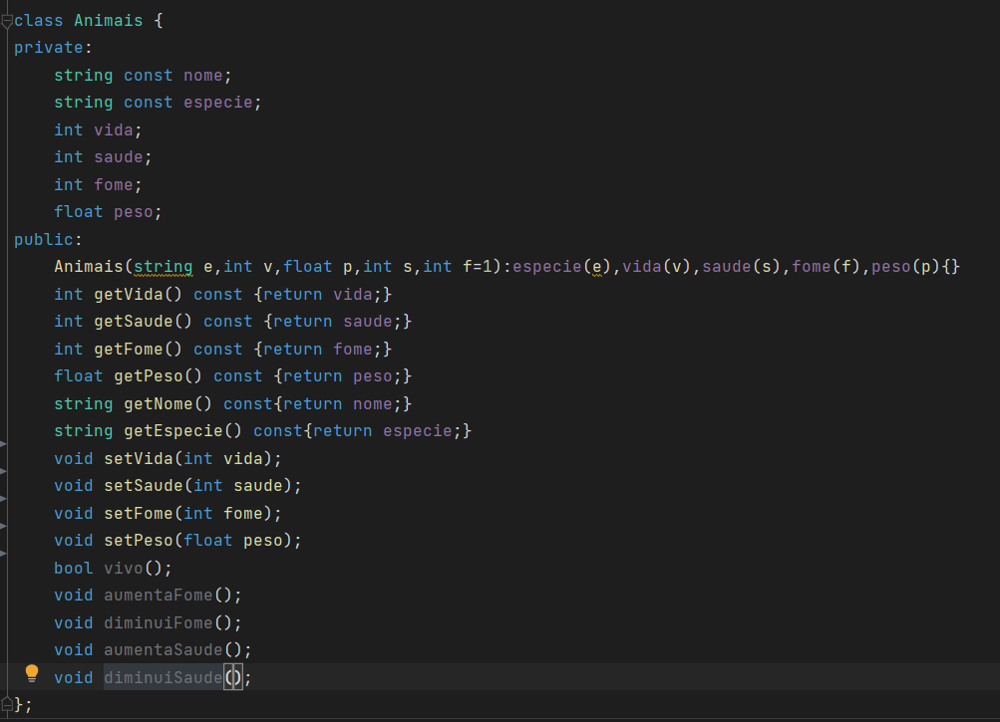 class Animais {
private:
    string const nome;
    string const especie;
    int vida;
    int saude;
    int fome;
    float peso;
public:
    Animais(string e,int v,float p,int s,int f=1):especie(e),vida(v),saude(s),fome(f),peso(p){}
    int getVida() const {return vida;}
    int getSaude() const {return saude;}
    int getFome() const {return fome;}
    float getPeso() const {return peso;}
    string getNome() const{return nome;}
    string getEspecie() const{return especie;}
    void setVida(int vida);
    void setSaude(int saude);
    void setFome(int fome);
    void setPeso(float peso);
    bool vivo();
    void aumentaFome();
    void diminuiFome();
    void aumentaSaude();
    void diminuiSaude();
};